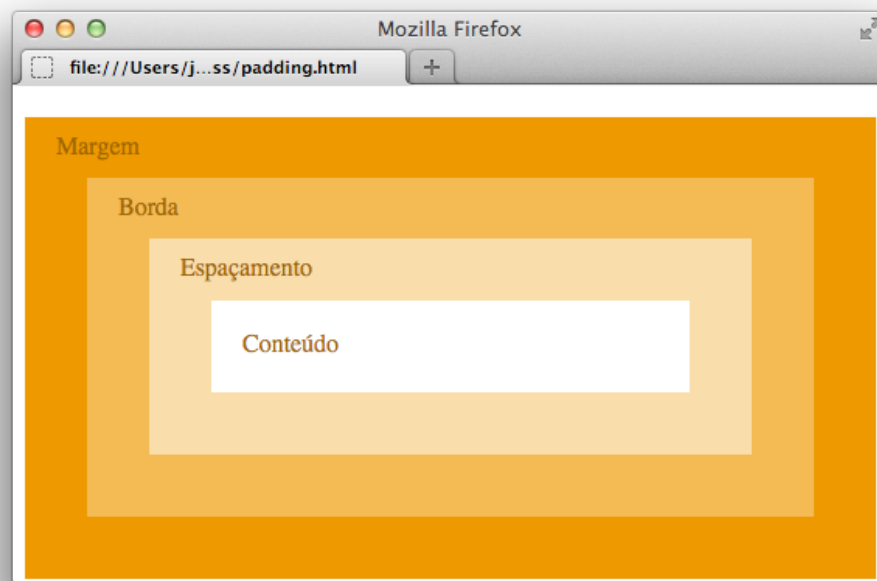 Mozilla Firefox
file:///Users/j...ss/padding.html
Margem
Borda
Espaçamento
Conteúdo